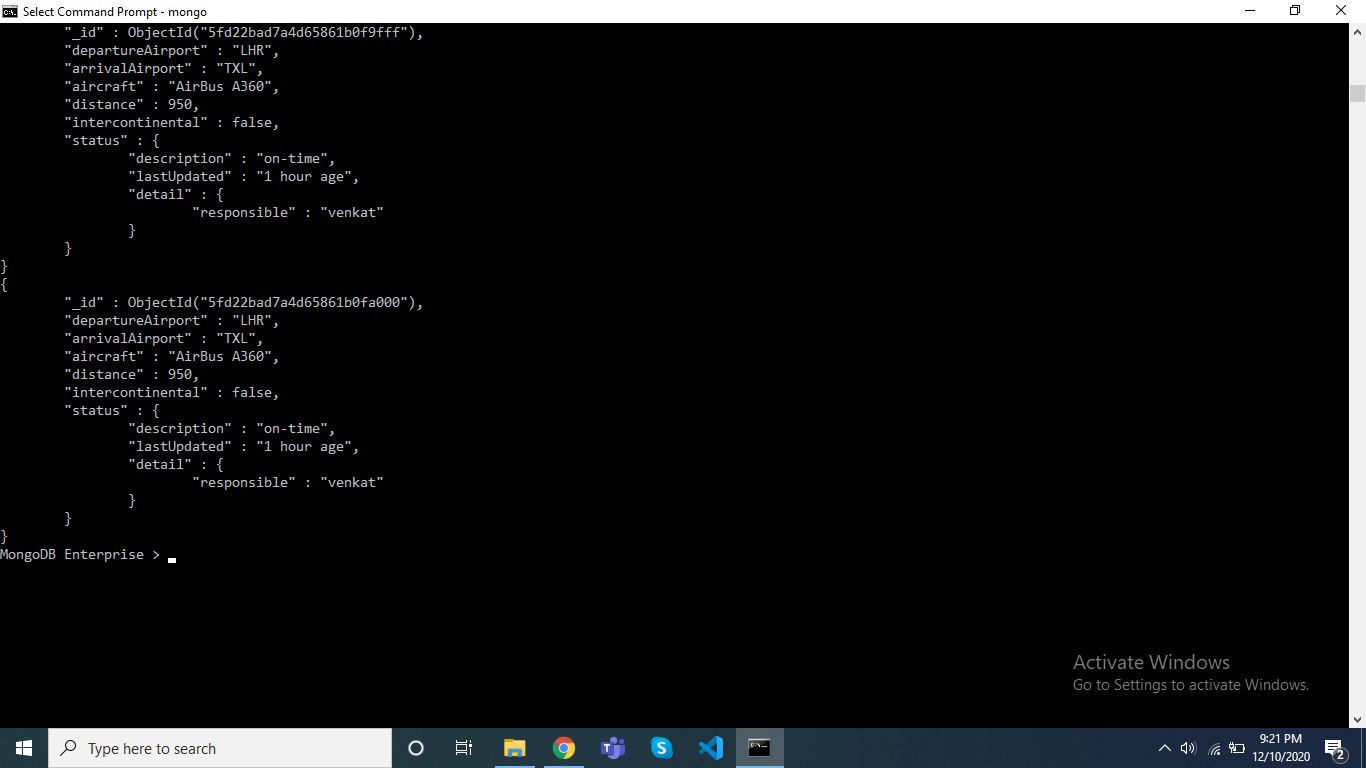 Select Command Prompt - mongo
"_id" : ObjectId("5fd22bad7a4d65861b0f9fff"),
"departureAirport" : "LHR",
"arrivalAirport" : "TXL",
"aircraft" : "AirBus A360",
"distance" : 950,
"intercontinental" : false,
"status" : {
"description" : "on-time",
"lastUpdated" : "1 hour age",
"detail" : {
"responsible" : "venkat"
}
}
}
{
"_id" : ObjectId("5fd22bad7a4d65861b0fa000"),
"departureAirport" : "LHR",
"arrivalAirport" : "TXL",
"aircraft" : "AirBus A360",
"distance" : 950,
"intercontinental" : false,
"status" : {
"description" : "on-time",
"lastUpdated" : "1 hour age",
"detail" : {
"responsible" : "venkat"
}
}
}
MongoDB Enterprise >
Activate Windows
Go to Settings to activate Windows.
Type here to search
9:21 PM
12/10/2020
2